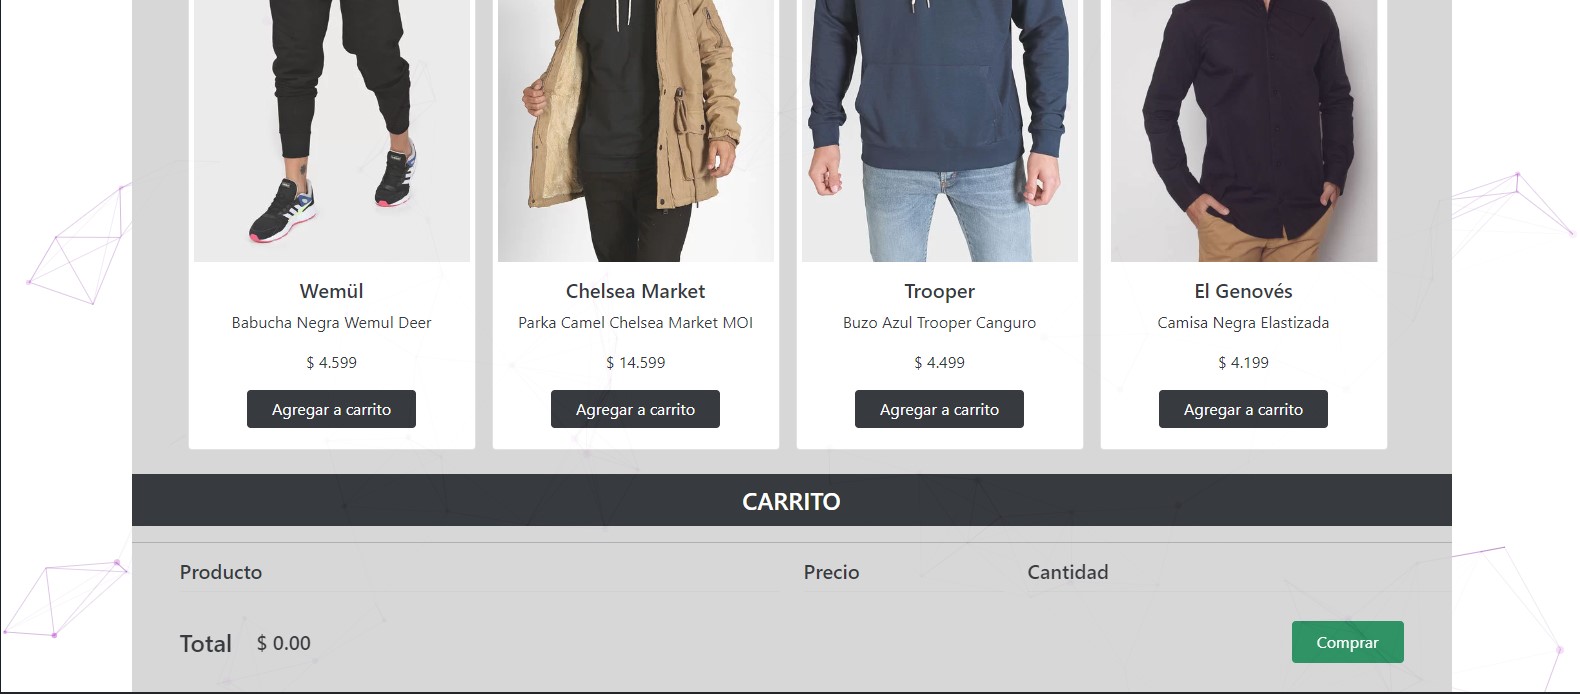 Wemül
Babucha Negra Wemul Deer
$ 4.599
Agregar a carrito
Chelsea Market
Parka Camel Chelsea Market MOI
$ 14.599
Agregar a carrito
Trooper
Buzo Azul Trooper Canguro
$ 4.499
Agregar a carrito
El Genovés
Camisa Negra Elastizada
$ 4.199
Agregar a carrito
CARRITO
Producto Precio Cantidad
Total $ 0.00 Comprar